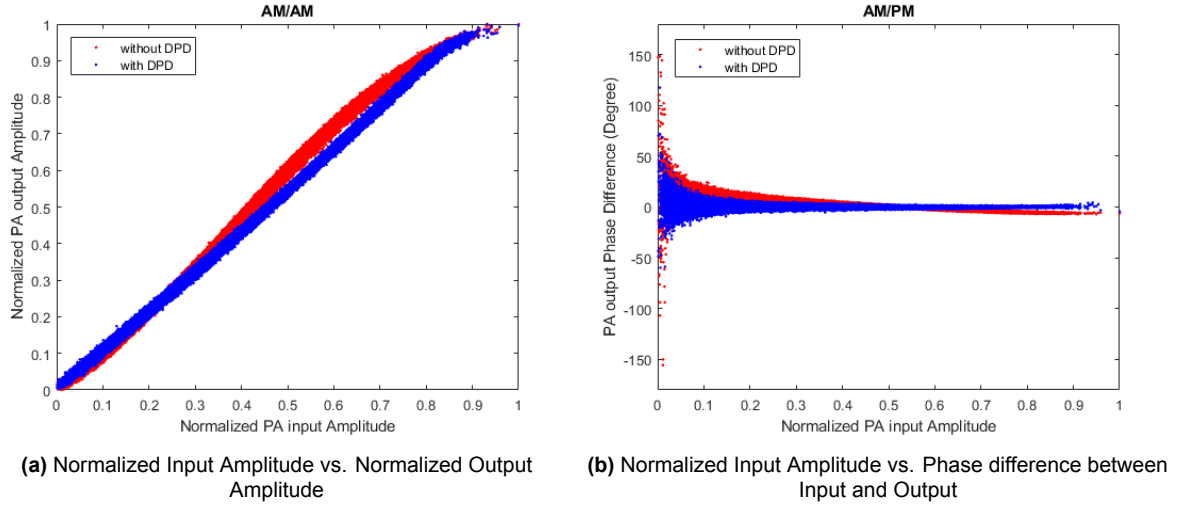 AM/AM
without DPD
with DPD
Normalized PA output Amplitude
1
0.9
0.8
0.7
0.6
0.5
0.4
0.3
0.2
0.1
0
0 0.1 0.2 0.3 0.4 0.5 0.6 0.7 0.8 0.9 1
Normalized PA input Amplitude
(a) Normalized Input Amplitude vs. Normalized Output
Amplitude
AM/PM
without DPD
with DPD
PA output Phase Difference (Degree)
150
100
50
0
-50
-100
-150
0 0.1 0.2 0.3 0.4 0.5 0.6 0.7 0.8 0.9 1
Normalized PA input Amplitude
(b) Normalized Input Amplitude vs. Phase difference between
Input and Output